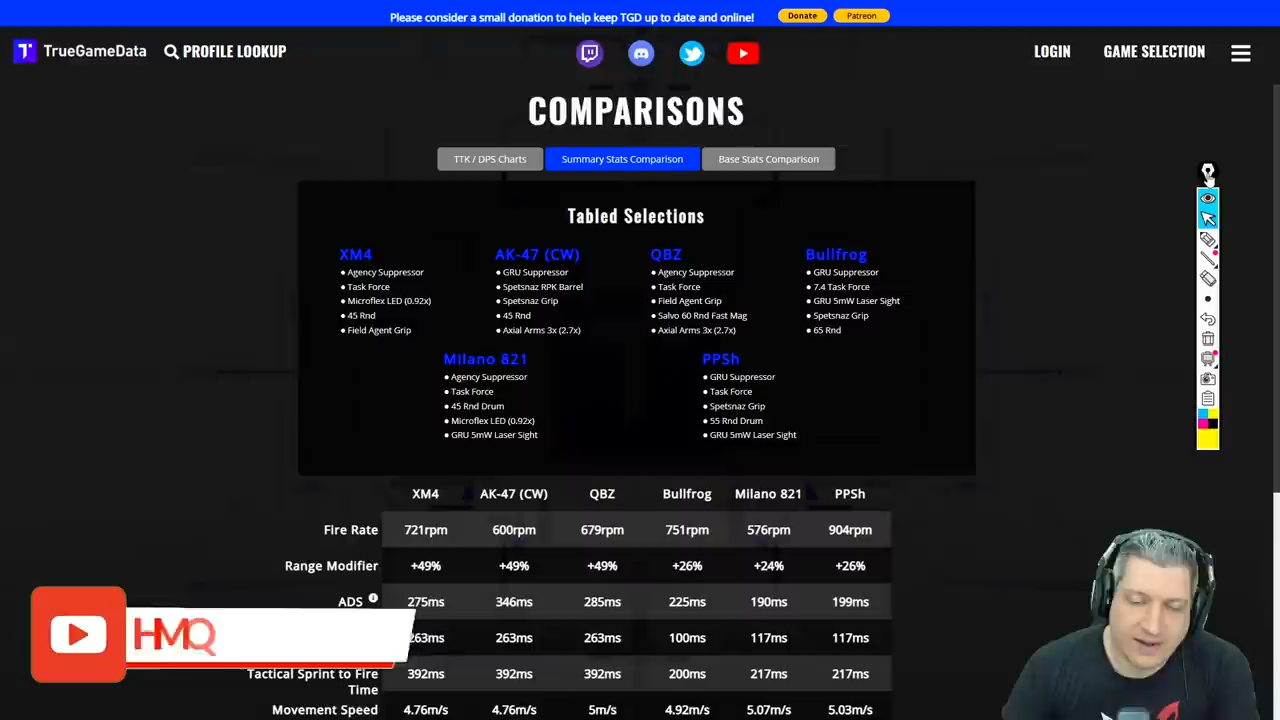 Please consider a small donation to help keep TGD up to date and online! Donate Patreon
TrueGameData PROFILE LOOKUP LOGIN GAME SELECTION
COMPARISONS
TTK / DPS Charts Summary Stats Comparison Base Stats Comparison
Tabled Selections
XM4 AK-47 (CW) QBZ Bullfrog
• Agency Suppressor • GRU Suppressor • Agency Suppressor • GRU Suppressor
• Task Force • Spetsnaz RPK Barrel • Task Force • 7.4 Task Force
• Microflex LED (0.92x) • Spetsnaz Grip • Field Agent Grip • GRU 5mW Laser Sight
• 45 Rnd • 45 Rnd • Salvo 60 Rnd Fast Mag • Spetsnaz Grip
• Field Agent Grip • Axial Arms 3x (2.7x) • Axial Arms 3x (2.7x) • 65 Rnd
Milano 821 PPSh
• Agency Suppressor • GRU Suppressor
• Task Force • Task Force
• 45 Rnd Drum • Spetsnaz Grip
• Microflex LED (0.92x) • 55 Rnd Drum
• GRU 5mW Laser Sight • GRU 5mW Laser Sight
XM4 AK-47 (CW) QBZ Bullfrog Milano 821 PPSh
Fire Rate 721rpm 600rpm 679rpm 751rpm 576rpm 904rpm
Range Modifier +49% +49% +49% +26% +24% +26%
ADS 275ms 346ms 285ms 225ms 190ms 199ms
HMQ 263ms 263ms 263ms 100ms 117ms 117ms
Tactical Sprint to Fire Time 392ms 392ms 392ms 200ms 217ms 217ms
Movement Speed 4.76m/s 4.76m/s 5m/s 4.92m/s 5.07m/s 5.03m/s